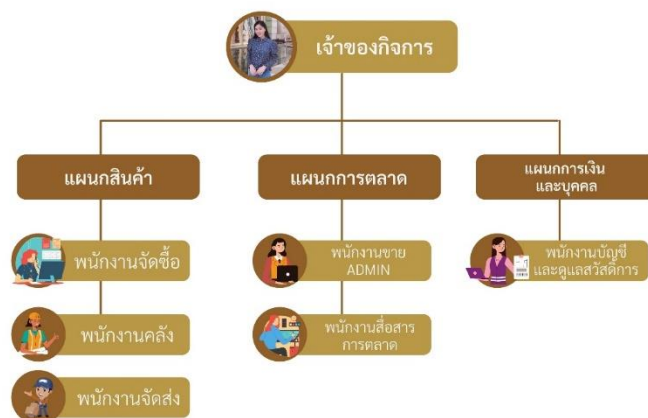 เจ้าของกิจการ
แผนกสินค้า
แผนกการตลาด
แผนกการเงิน
และบุคคล
พนักงานจัดซื้อ
พนักงานขาย
ADMIN
พนักงานบัญชี
และดูแลสวัสดิการ
พนักงานคลัง
พนักงานสื่อสาร
การตลาด
พนักงานจัดส่ง